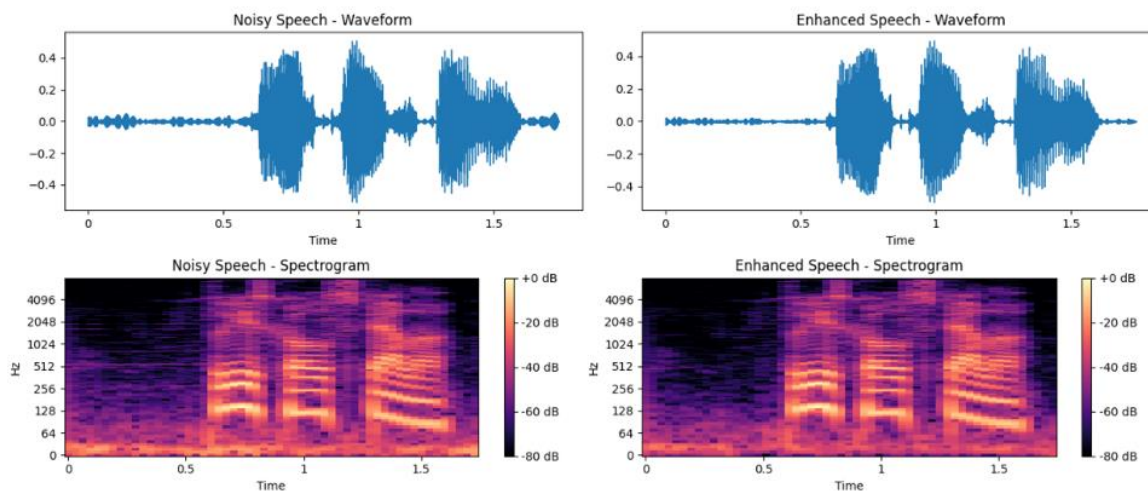 Noisy Speech - Waveform
0.4
0.2
0.0
−0.2
−0.4
0
0.5
1
1.5
Time
Enhanced Speech - Waveform
0.4
0.2
0.0
−0.2
−0.4
0
0.5
1
1.5
Time
Noisy Speech - Spectrogram
Hz
4096
2048
1024
512
256
128
64
0
0
0.5
1
1.5
Time
+0 dB
-20 dB
-40 dB
-60 dB
-80 dB
Enhanced Speech - Spectrogram
Hz
4096
2048
1024
512
256
128
64
0
0
0.5
1
1.5
Time
+0 dB
-20 dB
-40 dB
-60 dB
-80 dB